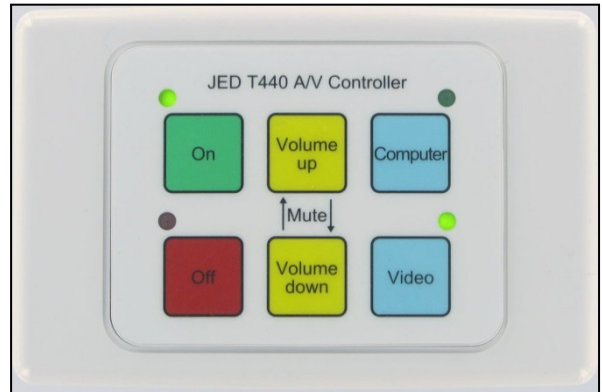 JED T440 A/V Controller
On
Volume
up
Computer
Mute
Off
Volume
down
Video